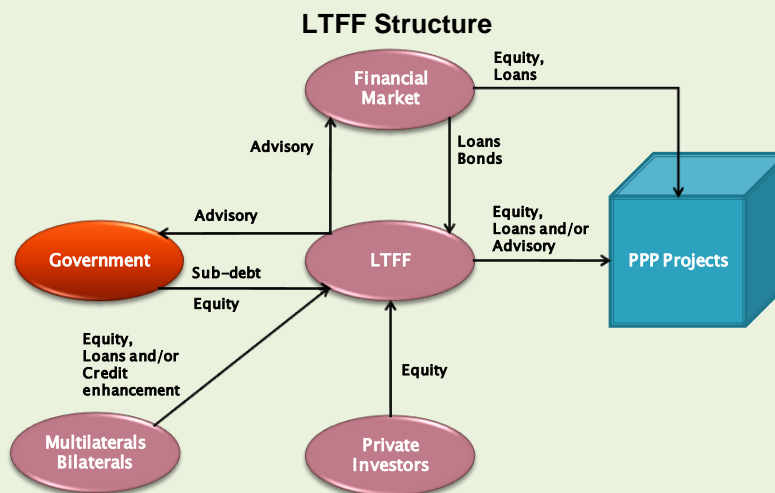 LTFF Structure
Financial
Market
Equity,
Loans
Advisory
Loans
Bonds
Advisory
Equity,
Loans and/or
Advisory
Government
LTFF
PPP Projects
Sub-debt
Equity
Equity,
Loans and/or
Credit
enhancement
Equity
Multilaterals
Bilaterals
Private
Investors